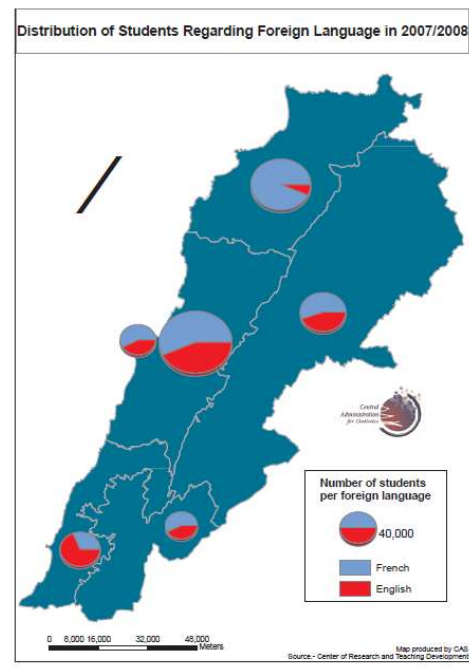 Distribution of Students Regarding Foreign Language in 2007/2008
Central
Administration
for Statistics
Number of students
per foreign language
40,000
French
English
0 8,000 16,000 32,000 48,000
Meters
Map produced by CAS
Source.- Center of Research and Teaching Development